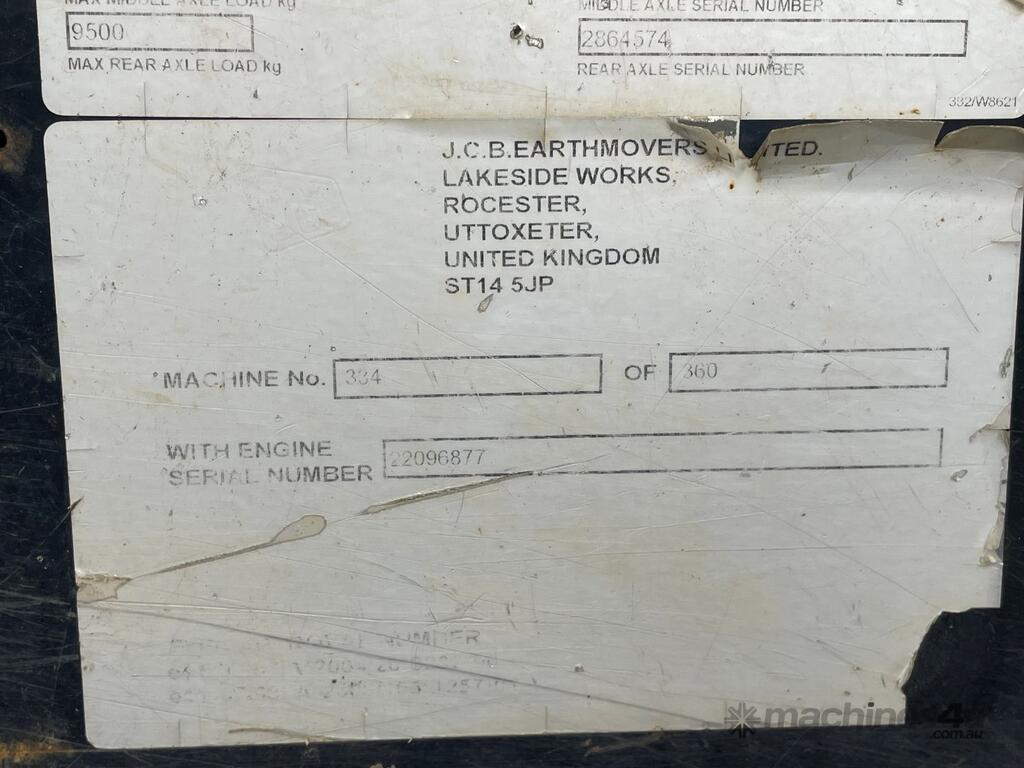 MAX MIDDLE AXLE LOAD kg
MIDDLE AXLE SERIAL NUMBER
9500
2864574
MAX REAR AXLE LOAD kg
REAR AXLE SERIAL NUMBER
332/W8621
J.C.B.EARTHMOVERS
LAKESIDE WORKS,
ROCESTER,
UTTOXETER,
UNITED KINGDOM
ST14 5JP
MACHINE No. 334 OF 360
WITH ENGINE
SERIAL NUMBER 22096877
NUMBER
machines4u
.com.au